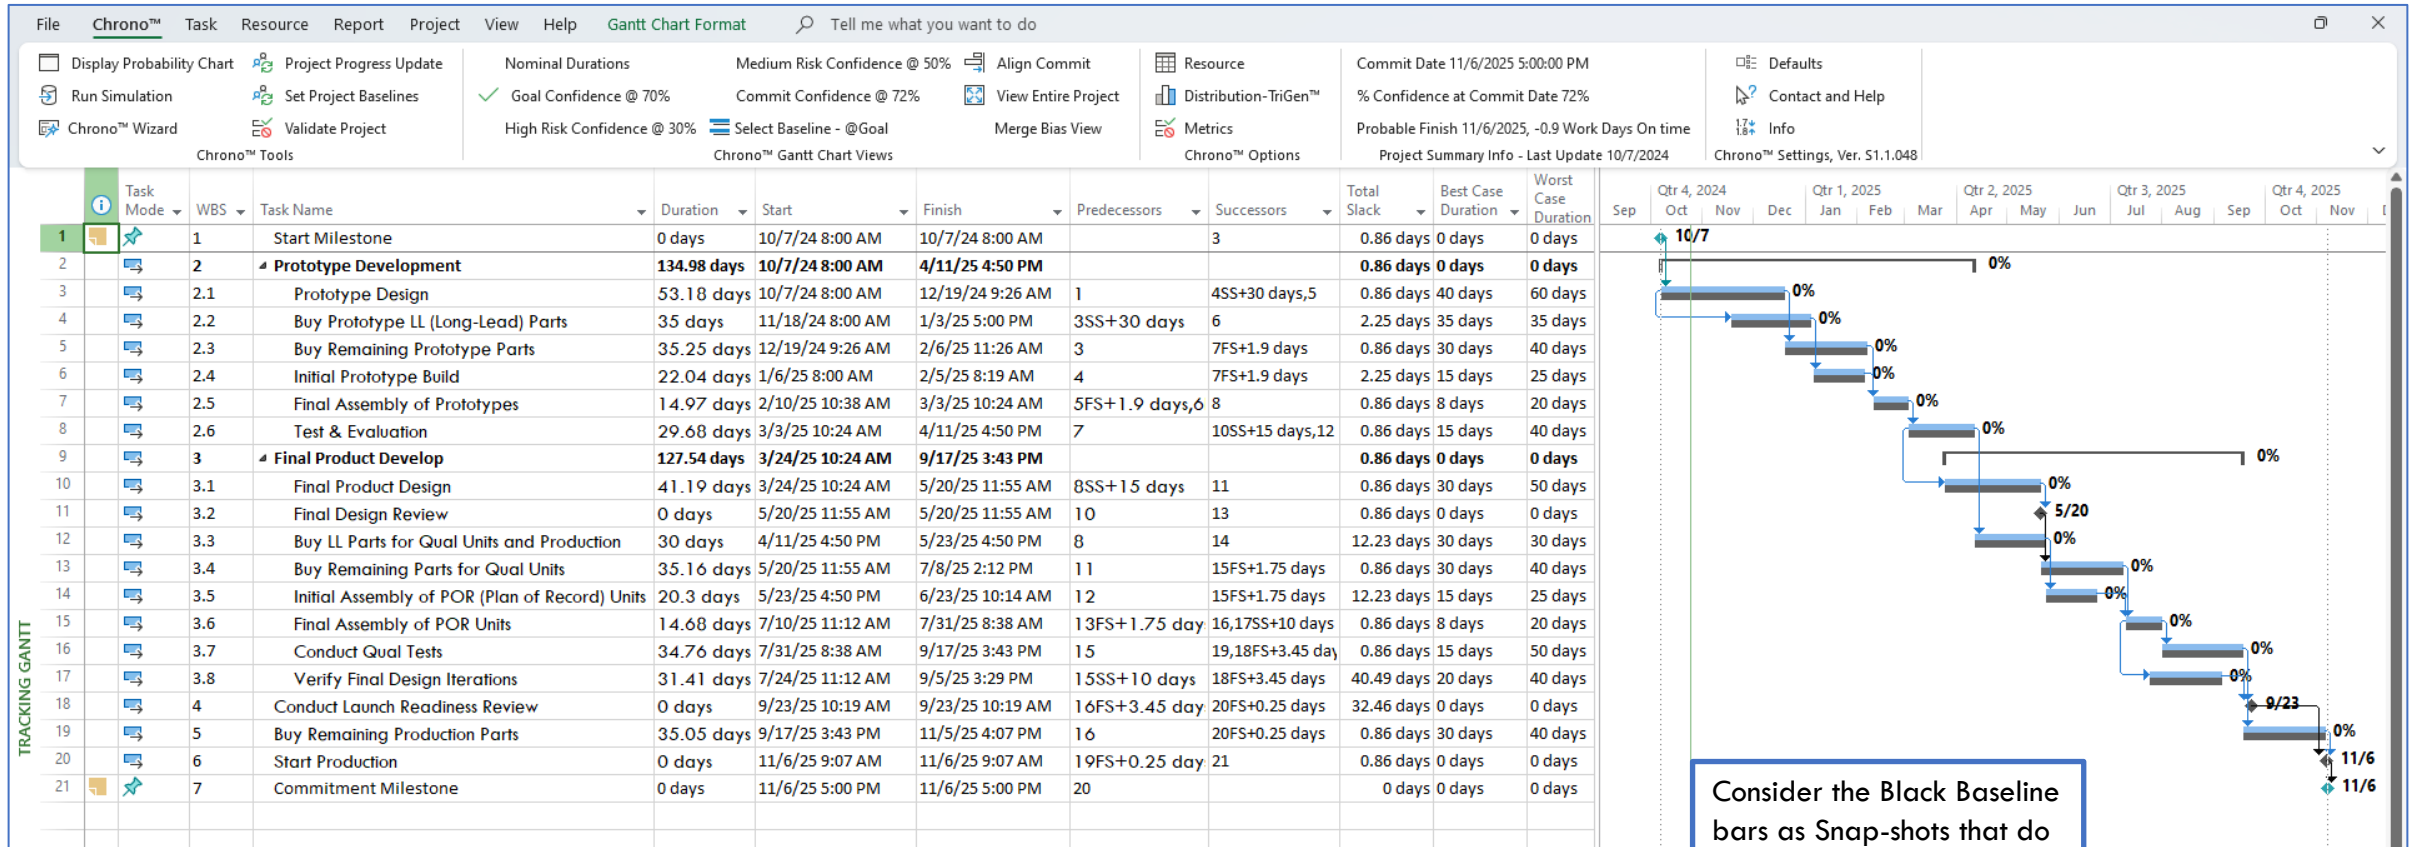 File Chrono™ Task Resource Report Project View Help Gantt Chart Format Tell me what you want to do
Display Probability Chart Project Progress Update Nominal Durations Medium Risk Confidence @ 50% Align Commit Resource Commit Date 11/6/2025 5:00:00 PM Defaults
Run Simulation Set Project Baselines Goal Confidence @ 70% Commit Confidence @ 72% View Entire Project Distribution-TriGen™ % Confidence at Commit Date 72% Contact and Help
Chrono™ Wizard Validate Project High Risk Confidence @ 30% Select Baseline - @Goal Merge Bias View Metrics Probable Finish 11/6/2025, -0.9 Work Days On time Info
Chrono™ Tools Chrono™ Gantt Chart Views Chrono™ Options Project Summary Info - Last Update 10/7/2024 Chrono™ Settings, Ver. S1.1.048
Task Mode WBS Task Name Duration Start Finish Predecessors Successors Total Slack Best Case Duration Worst Case Duration
Qtr 4, 2024 Qtr 1, 2025 Qtr 2, 2025 Qtr 3, 2025 Qtr 4, 2025
Sep Oct Nov Dec Jan Feb Mar Apr May Jun Jul Aug Sep Oct Nov
1 1 Start Milestone 0 days 10/7/24 8:00 AM 10/7/24 8:00 AM 3 0.86 days 0 days 0 days 10/7
2 2 Prototype Development 134.98 days 10/7/24 8:00 AM 4/11/25 4:50 PM 0.86 days 0 days 0 days 0%
3 2.1 Prototype Design 53.18 days 10/7/24 8:00 AM 12/19/24 9:26 AM 1 4SS+30 days,5 0.86 days 40 days 60 days 0%
4 2.2 Buy Prototype LL (Long-Lead) Parts 35 days 11/18/24 8:00 AM 1/3/25 5:00 PM 3SS+30 days 6 2.25 days 35 days 35 days 0%
5 2.3 Buy Remaining Prototype Parts 35.25 days 12/19/24 9:26 AM 2/6/25 11:26 AM 3 7FS+1.9 days 0.86 days 30 days 40 days 0%
6 2.4 Initial Prototype Build 22.04 days 1/6/25 8:00 AM 2/5/25 8:19 AM 4 7FS+1.9 days 2.25 days 15 days 25 days 0%
7 2.5 Final Assembly of Prototypes 14.97 days 2/10/25 10:38 AM 3/3/25 10:24 AM 5FS+1.9 days,6 8 0.86 days 8 days 20 days 0%
8 2.6 Test & Evaluation 29.68 days 3/3/25 10:24 AM 4/11/25 4:50 PM 7 10SS+15 days,12 0.86 days 15 days 40 days 0%
9 3 Final Product Develop 127.54 days 3/24/25 10:24 AM 9/17/25 3:43 PM 0.86 days 0 days 0 days 0%
10 3.1 Final Product Design 41.19 days 3/24/25 10:24 AM 5/20/25 11:55 AM 8SS+15 days 11 0.86 days 30 days 50 days 0%
11 3.2 Final Design Review 0 days 5/20/25 11:55 AM 5/20/25 11:55 AM 10 13 0.86 days 0 days 0 days 5/20
12 3.3 Buy LL Parts for Qual Units and Production 30 days 4/11/25 4:50 PM 5/23/25 4:50 PM 8 14 12.23 days 30 days 30 days 0%
13 3.4 Buy Remaining Parts for Qual Units 35.16 days 5/20/25 11:55 AM 7/8/25 2:12 PM 11 15FS+1.75 days 0.86 days 30 days 40 days 0%
14 3.5 Initial Assembly of POR (Plan of Record) Units 20.3 days 5/23/25 4:50 PM 6/23/25 10:14 AM 12 15FS+1.75 days 12.23 days 15 days 25 days 0%
15 3.6 Final Assembly of POR Units 14.68 days 7/10/25 11:12 AM 7/31/25 8:38 AM 13FS+1.75 day 16,17SS+10 days 0.86 days 8 days 20 days 0%
16 3.7 Conduct Qual Tests 34.76 days 7/31/25 8:38 AM 9/17/25 3:43 PM 15 19,18FS+3.45 day 0.86 days 15 days 50 days 0%
17 3.8 Verify Final Design Iterations 31.41 days 7/24/25 11:12 AM 9/5/25 3:29 PM 15SS+10 days 18FS+3.45 days 40.49 days 20 days 40 days 0%
18 4 Conduct Launch Readiness Review 0 days 9/23/25 10:19 AM 9/23/25 10:19 AM 16FS+3.45 day 20FS+0.25 days 32.46 days 0 days 0 days 9/23
19 5 Buy Remaining Production Parts 35.05 days 9/17/25 3:43 PM 11/5/25 4:07 PM 16 20FS+0.25 days 0.86 days 30 days 40 days 0%
20 6 Start Production 0 days 11/6/25 9:07 AM 11/6/25 9:07 AM 19FS+0.25 day 21 0.86 days 0 days 0 days 11/6
21 7 Commitment Milestone 0 days 11/6/25 5:00 PM 11/6/25 5:00 PM 20 0 days 0 days 0 days 11/6
TRACKING GANTT
Consider the Black Baseline
bars as Snap-shots that do